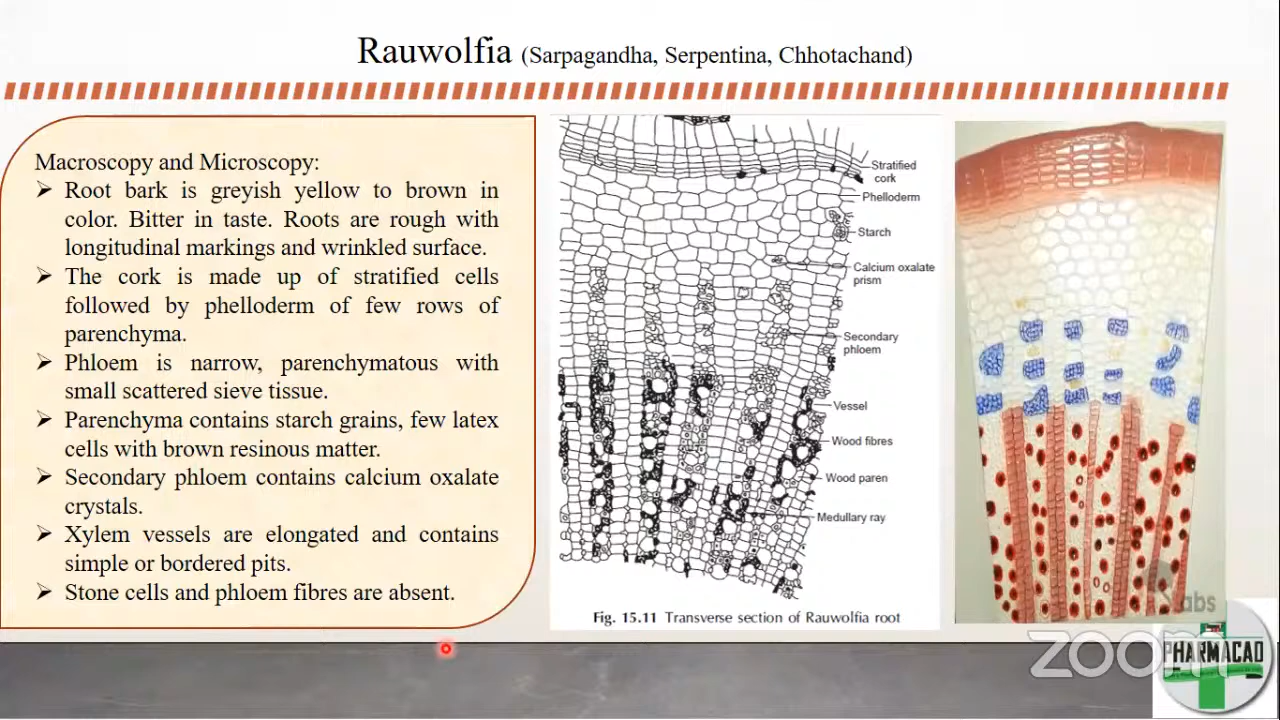 Rauwolfia (Sarpagandha, Serpentina, Chhotachand)
Macroscopy and Microscopy:
➢ Root bark is greyish yellow to brown in
color. Bitter in taste. Roots are rough with
longitudinal markings and wrinkled surface.
➢ The cork is made up of stratified cells
followed by phelloderm of few rows of
parenchyma.
➢ Phloem is narrow, parenchymatous with
small scattered sieve tissue.
➢ Parenchyma contains starch grains, few latex
cells with brown resinous matter.
➢ Secondary phloem contains calcium oxalate
crystals.
➢ Xylem vessels are elongated and contains
simple or bordered pits.
➢ Stone cells and phloem fibres are absent.
Stratified
cork
Phelloderm
Starch
Calcium oxalate
prism
Secondary
phloem
Vessel
Wood fibres
Wood paren
Medullary ray
Fig. 15.11 Transverse section of Rauwolfia root
abs
zoom
PHARMACAD